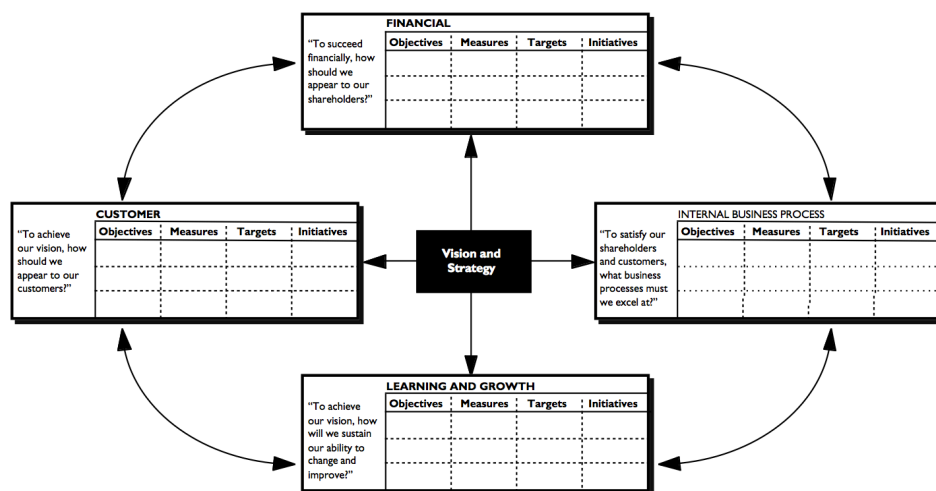 FINANCIAL
"To succeed
financially, how
should we
appear to our
shareholders?"
Objectives Measures Targets Initiatives
CUSTOMER
"To achieve
our vision, how
should we
appear to our
customers?"
Objectives Measures Targets Initiatives
Vision and
Strategy
INTERNAL BUSINESS PROCESS
"To satisfy our
shareholders
and customers,
what business
processes must
we excel at?"
Objectives Measures Targets Initiatives
LEARNING AND GROWTH
"To achieve
our vision, how
will we sustain
our ability to
change and
improve?"
Objectives Measures Targets Initiatives